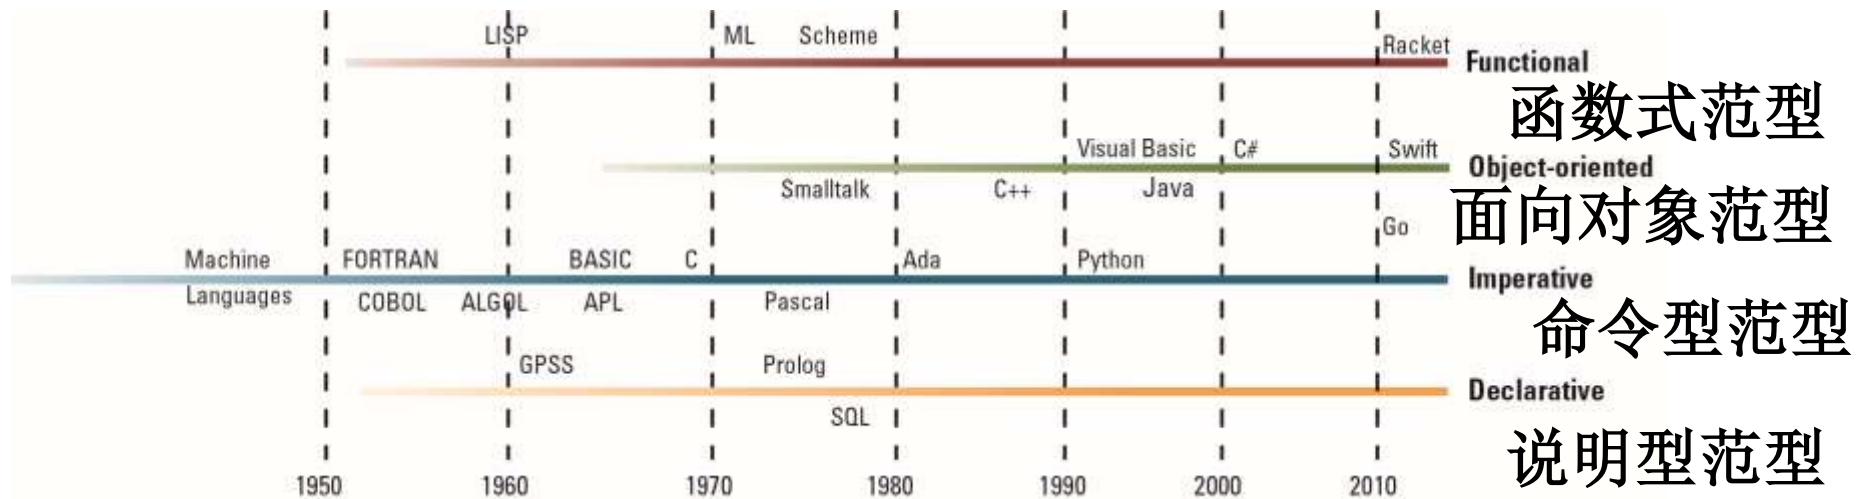 LISP ML Scheme Racket
Functional
函数式范型
Visual Basic C# Swift
Object-oriented
Smalltalk C++ Java
面向对象范型
Go
Machine FORTRAN BASIC C Ada Python
Imperative
Languages COBOL ALGOL APL Pascal
命令型范型
GPSS Prolog
Declarative
SQL
说明型范型
1950 1960 1970 1980 1990 2000 2010